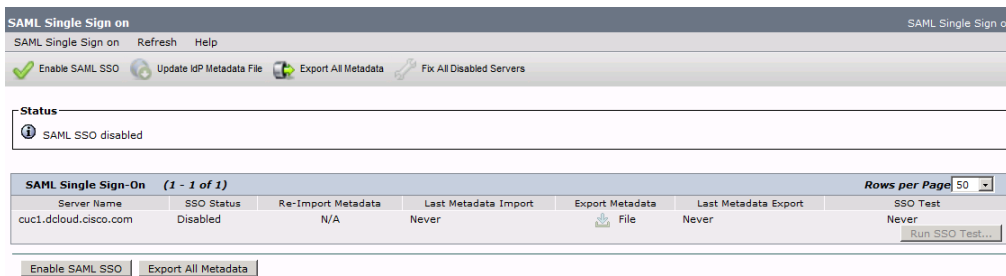 SAML Single Sign on SAML Single Sign o
SAML Single Sign on Refresh Help
Enable SAML SSO Update IdP Metadata File Export All Metadata Fix All Disabled Servers
Status
SAML SSO disabled
SAML Single Sign-On (1 - 1 of 1) Rows per Page 50
Server Name SSO Status Re-Import Metadata Last Metadata Import Export Metadata Last Metadata Export SSO Test
cuc1.dcloud.cisco.com Disabled N/A Never File Never Never
Run SSO Test...
Enable SAML SSO Export All Metadata